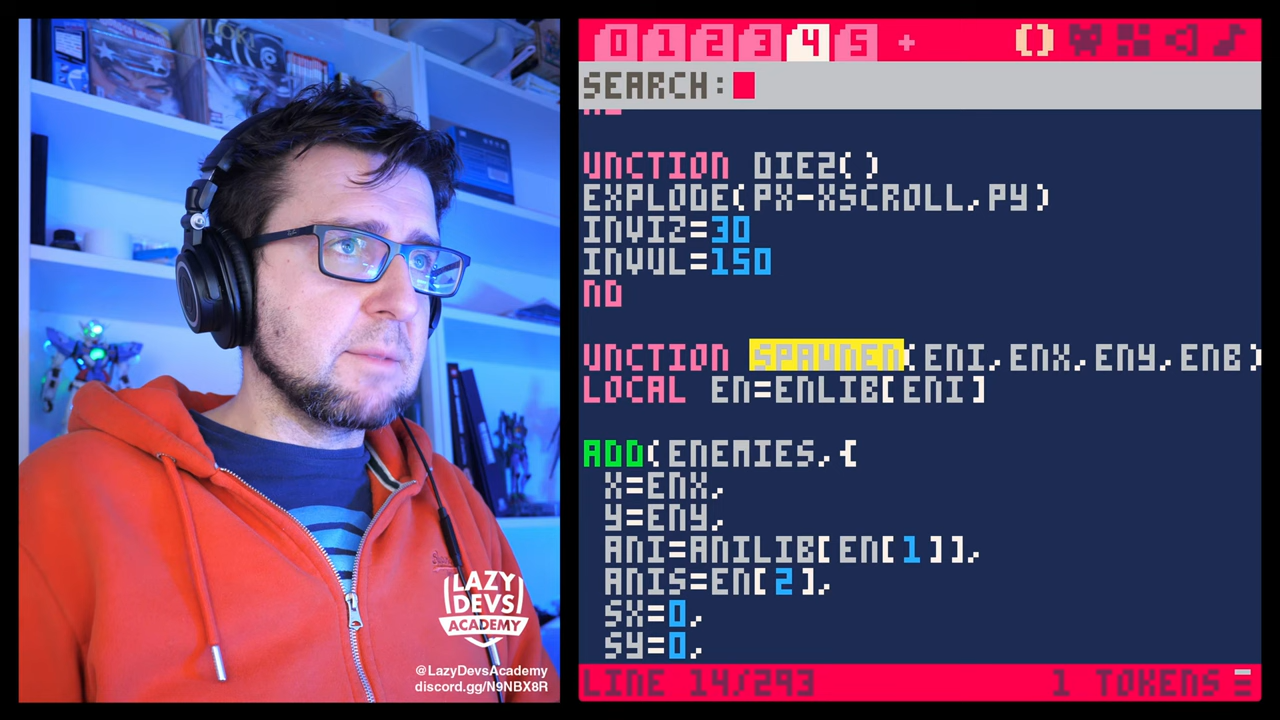 LOKI
0 1 2 3 4 5 +
SEARCH:
UNCTION DIE2()
EXPLODE(PX-XSCROLL,PY)
INVIZ=30
INVUL=150
ND
UNCTION SPAWNEN(ENI,ENX,ENY,ENB)
LOCAL EN=ENLIB[ENI]
ADD(ENEMIES,{
X=ENX,
Y=ENY,
ANI=ANILIB[EN[1]],
ANIS=EN[2],
SX=0,
SY=0,
LINE 14/293 1 TOKENS
LAZY
DEVS
ACADEMY
@LazyDevsAcademy
discord.gg/N9NBX8R